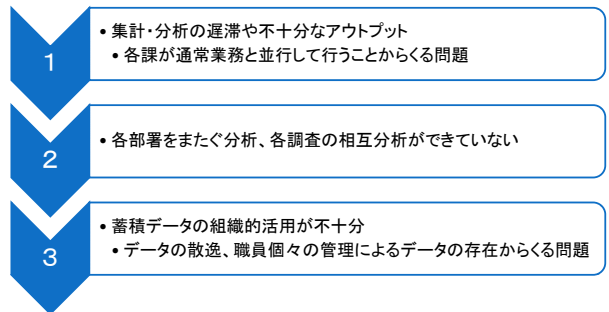 1
• 集計・分析の遅滞や不十分なアウトプット
• 各課が通常業務と並行して行うことからくる問題
2
• 各部署をまたぐ分析、各調査の相互分析ができていない
3
• 蓄積データの組織的活用が不十分
• データの散逸、職員個々の管理によるデータの存在からくる問題